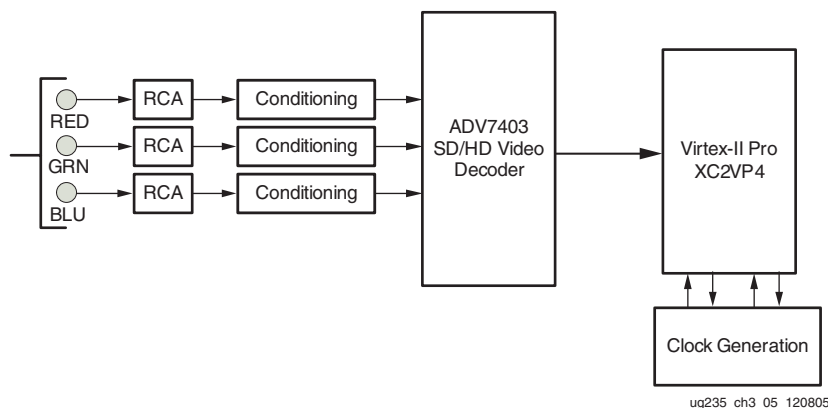 RED
RCA
Conditioning
GRN
RCA
Conditioning
BLU
RCA
Conditioning
ADV7403
SD/HD Video
Decoder
Virtex-II Pro
XC2VP4
Clock Generation
ug235_ch3_05_120805